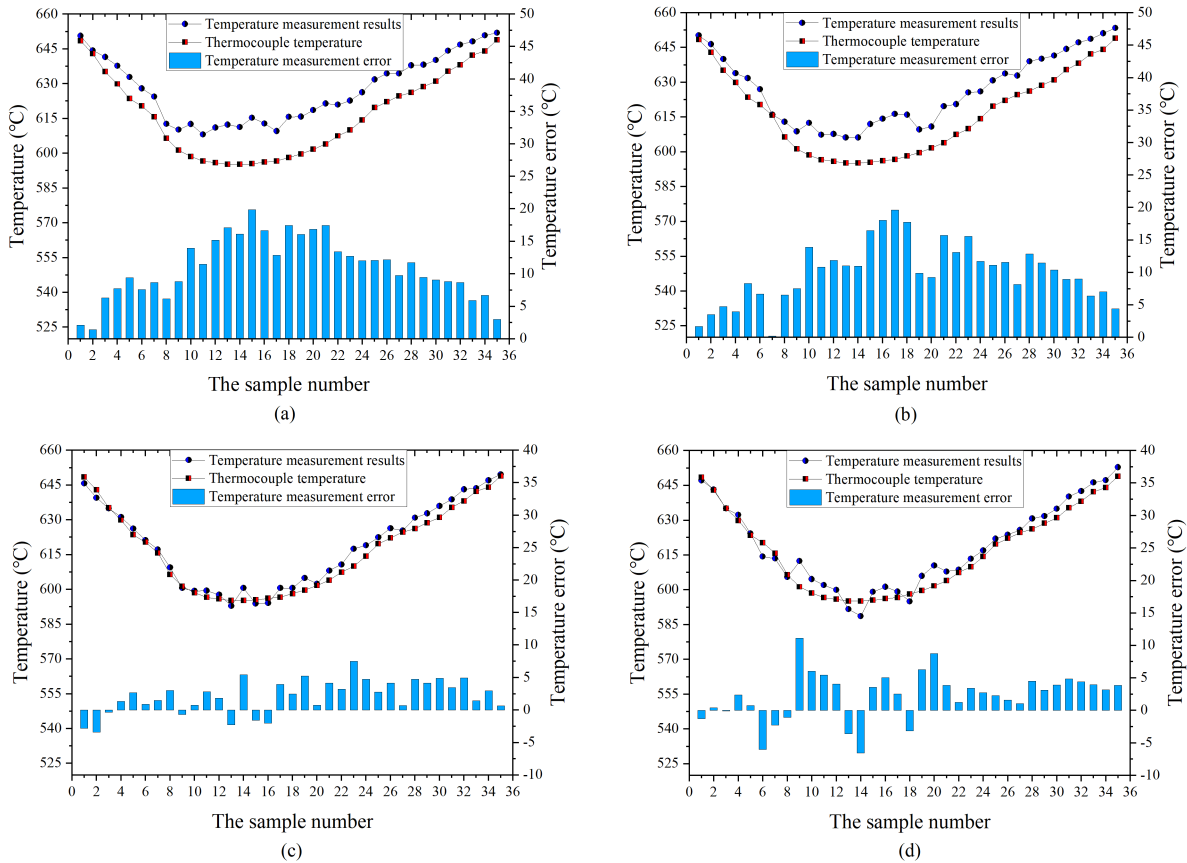 Temperature measurement results
Thermocouple temperature
Temperature measurement error
660
645
630
615
600
585
570
555
540
525
50
45
40
35
30
25
20
15
10
5
0
Temperature (°C)
Temperature error (°C)
0 2 4 6 8 10 12 14 16 18 20 22 24 26 28 30 32 34 36
The sample number
(a)
Temperature measurement results
Thermocouple temperature
Temperature measurement error
660
645
630
615
600
585
570
555
540
525
50
45
40
35
30
25
20
15
10
5
0
Temperature (°C)
Temperature error (°C)
0 2 4 6 8 10 12 14 16 18 20 22 24 26 28 30 32 34 36
The sample number
(b)
Temperature measurement results
Thermocouple temperature
Temperature measurement error
660
645
630
615
600
585
570
555
540
525
40
35
30
25
20
15
10
5
0
-5
-10
Temperature (°C)
Temperature error (°C)
0 2 4 6 8 10 12 14 16 18 20 22 24 26 28 30 32 34 36
The sample number
(c)
Temperature measurement results
Thermocouple temperature
Temperature measurement error
660
645
630
615
600
585
570
555
540
525
40
35
30
25
20
15
10
5
0
-5
-10
Temperature (°C)
Temperature error (°C)
0 2 4 6 8 10 12 14 16 18 20 22 24 26 28 30 32 34 36
The sample number
(d)